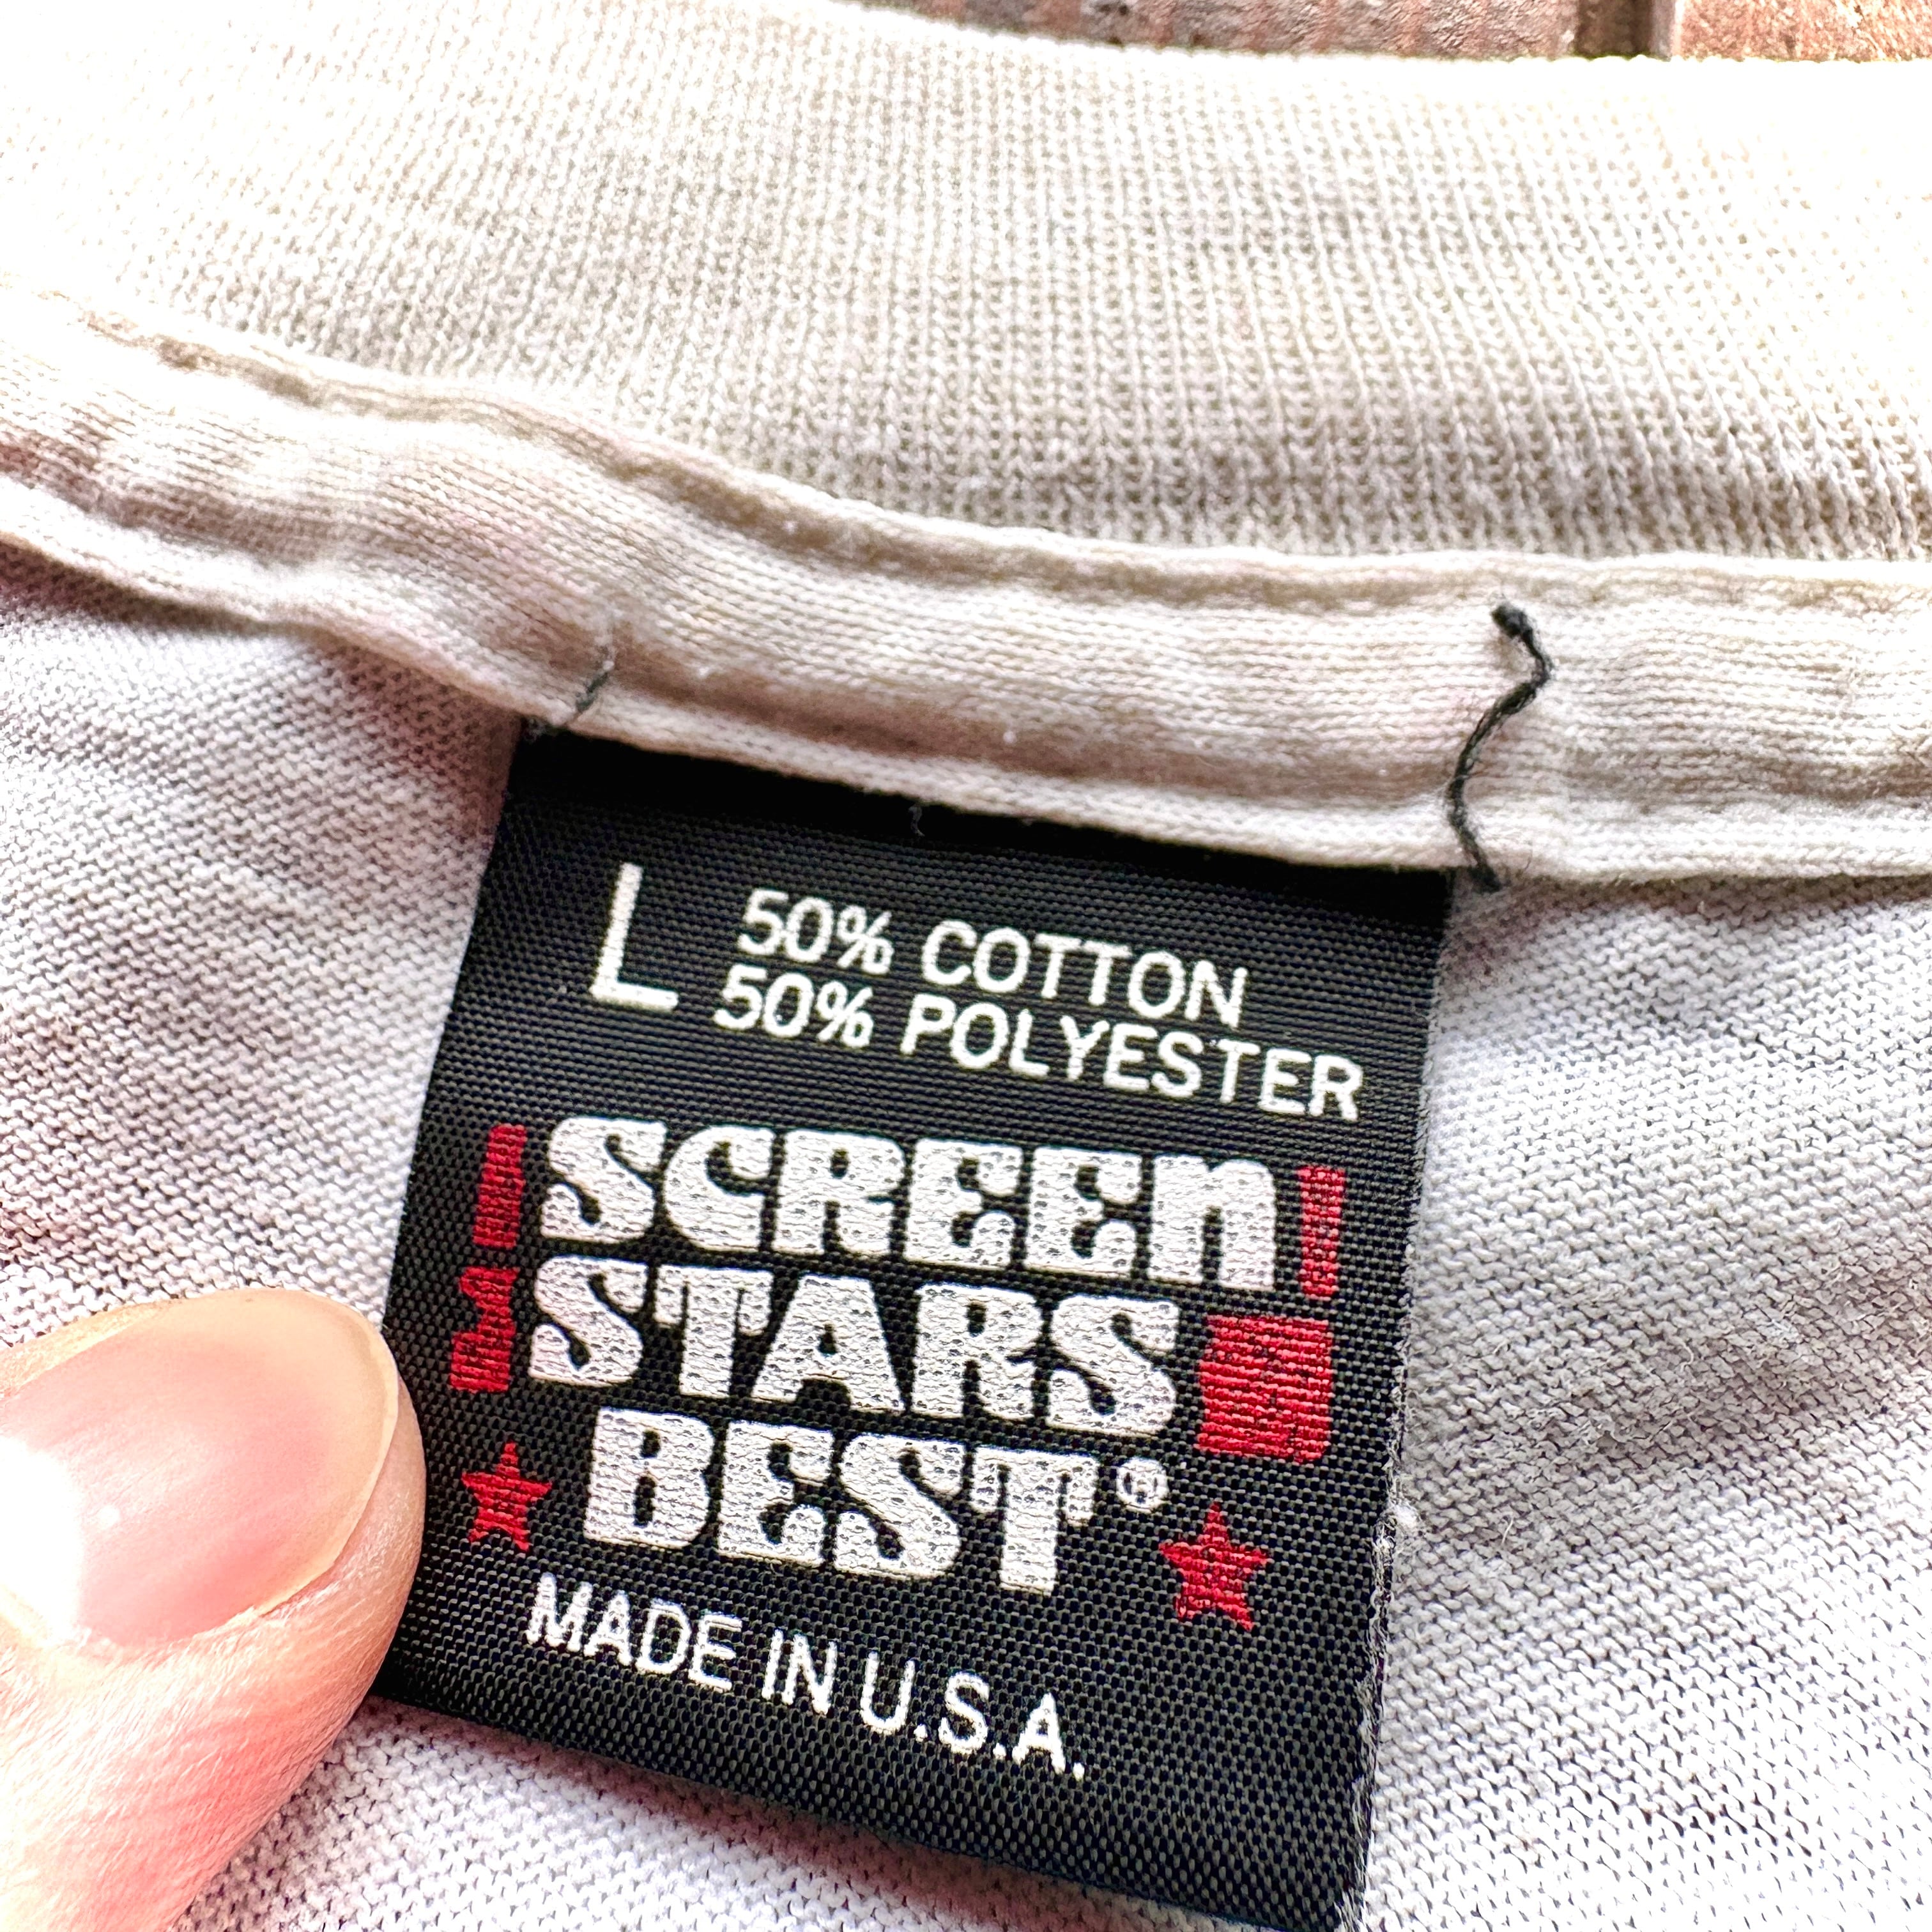 L 50% COTTON
50% POLYESTER
SCREEN
STARS
BEST®
MADE IN U.S.A.